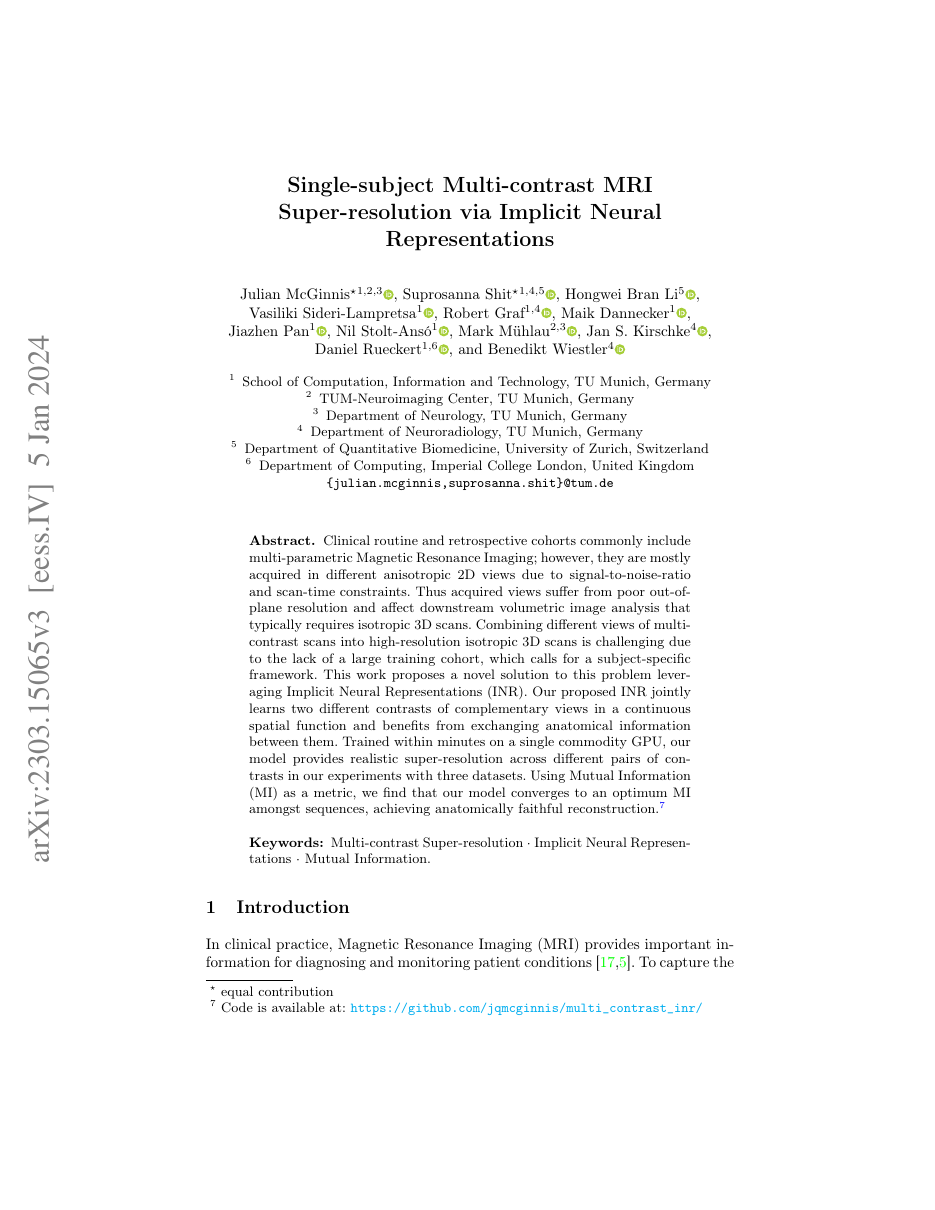 Single-subject Multi-contrast MRI
Super-resolution via Implicit Neural
Representations
Julian McGinnis⋆1,2,3, Suprosanna Shit⋆1,4,5, Hongwei Bran Li5,
Vasiliki Sideri-Lampretsa1, Robert Graf1,4, Maik Dannecker1,
Jiazhen Pan1, Nil Stolt-Ansó1, Mark Mühlau2,3, Jan S. Kirschke4,
Daniel Rueckert1,6, and Benedikt Wiestler4
1 School of Computation, Information and Technology, TU Munich, Germany
2 TUM-Neuroimaging Center, TU Munich, Germany
3 Department of Neurology, TU Munich, Germany
4 Department of Neuroradiology, TU Munich, Germany
5 Department of Quantitative Biomedicine, University of Zurich, Switzerland
6 Department of Computing, Imperial College London, United Kingdom
{julian.mcginnis,suprosanna.shit}@tum.de
Abstract. Clinical routine and retrospective cohorts commonly include
multi-parametric Magnetic Resonance Imaging; however, they are mostly
acquired in different anisotropic 2D views due to signal-to-noise-ratio
and scan-time constraints. Thus acquired views suffer from poor out-of-
plane resolution and affect downstream volumetric image analysis that
typically requires isotropic 3D scans. Combining different views of multi-
contrast scans into high-resolution isotropic 3D scans is challenging due
to the lack of a large training cohort, which calls for a subject-specific
framework. This work proposes a novel solution to this problem lever-
aging Implicit Neural Representations (INR). Our proposed INR jointly
learns two different contrasts of complementary views in a continuous
spatial function and benefits from exchanging anatomical information
between them. Trained within minutes on a single commodity GPU, our
model provides realistic super-resolution across different pairs of con-
trasts in our experiments with three datasets. Using Mutual Information
(MI) as a metric, we find that our model converges to an optimum MI
amongst sequences, achieving anatomically faithful reconstruction.7
Keywords: Multi-contrast Super-resolution · Implicit Neural Represen-
tations · Mutual Information.
1 Introduction
In clinical practice, Magnetic Resonance Imaging (MRI) provides important in-
formation for diagnosing and monitoring patient conditions [17,5]. To capture the
⋆ equal contribution
7 Code is available at: https://github.com/jqmcginnis/multi_contrast_inr/
arXiv:2303.15065v3 [eess.IV] 5 Jan 2024